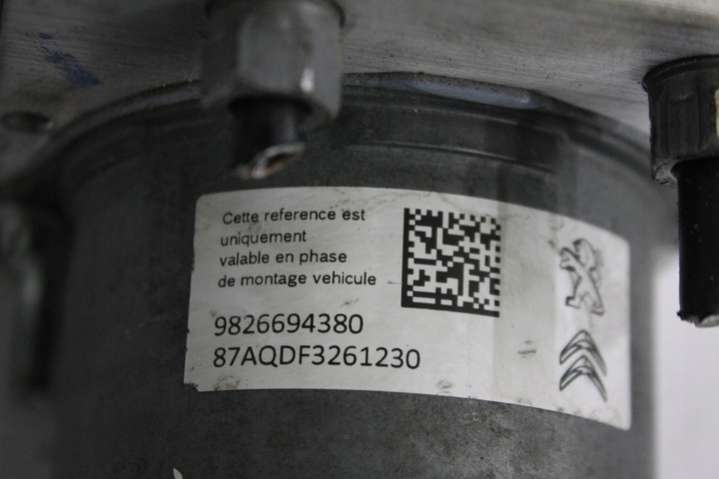 Cette reference est
uniquement
valable en phase
de montage vehicule
9826694380
87AQDF3261230